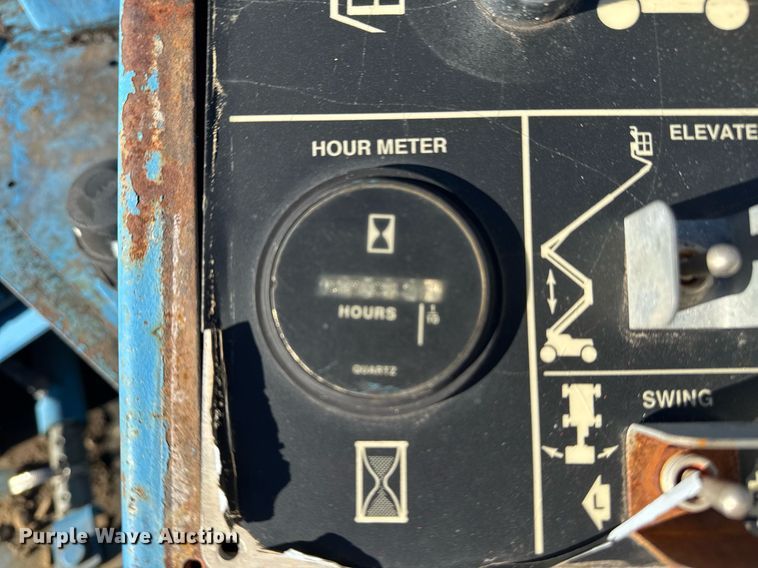 HOUR METER
ELEVATE
HOURS
1/10
QUARTZ
SWING
L
Purple Wave Auction